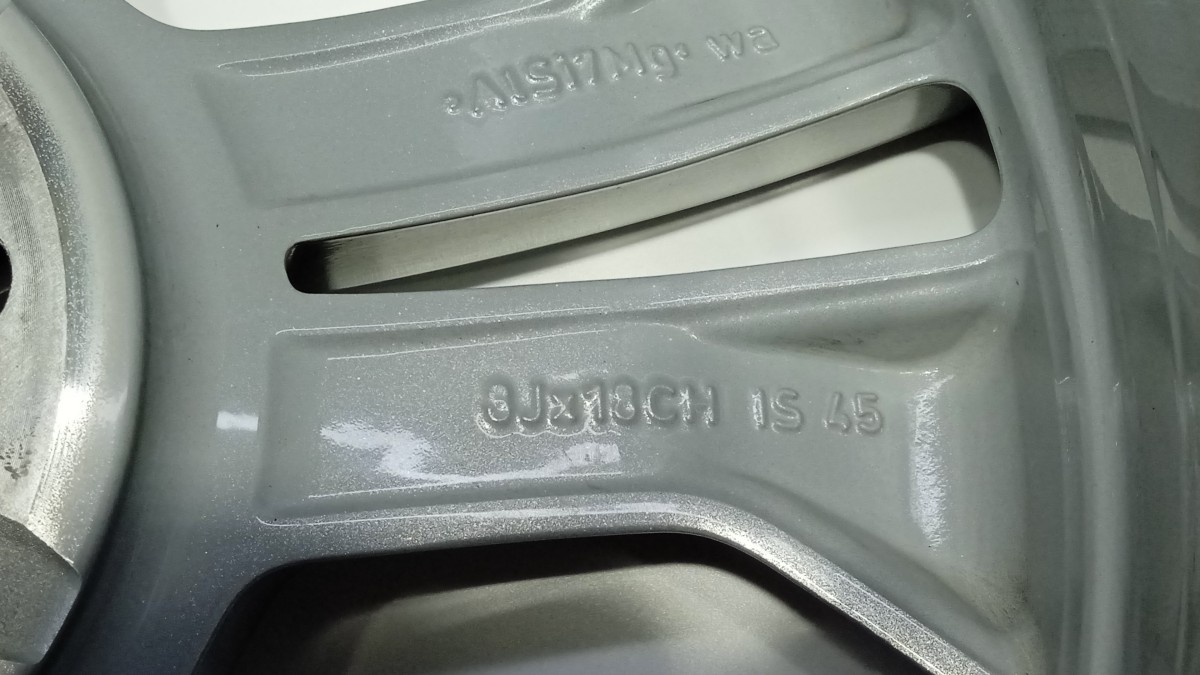 •AlSi7Mg• wa
8Jx18CH IS 45